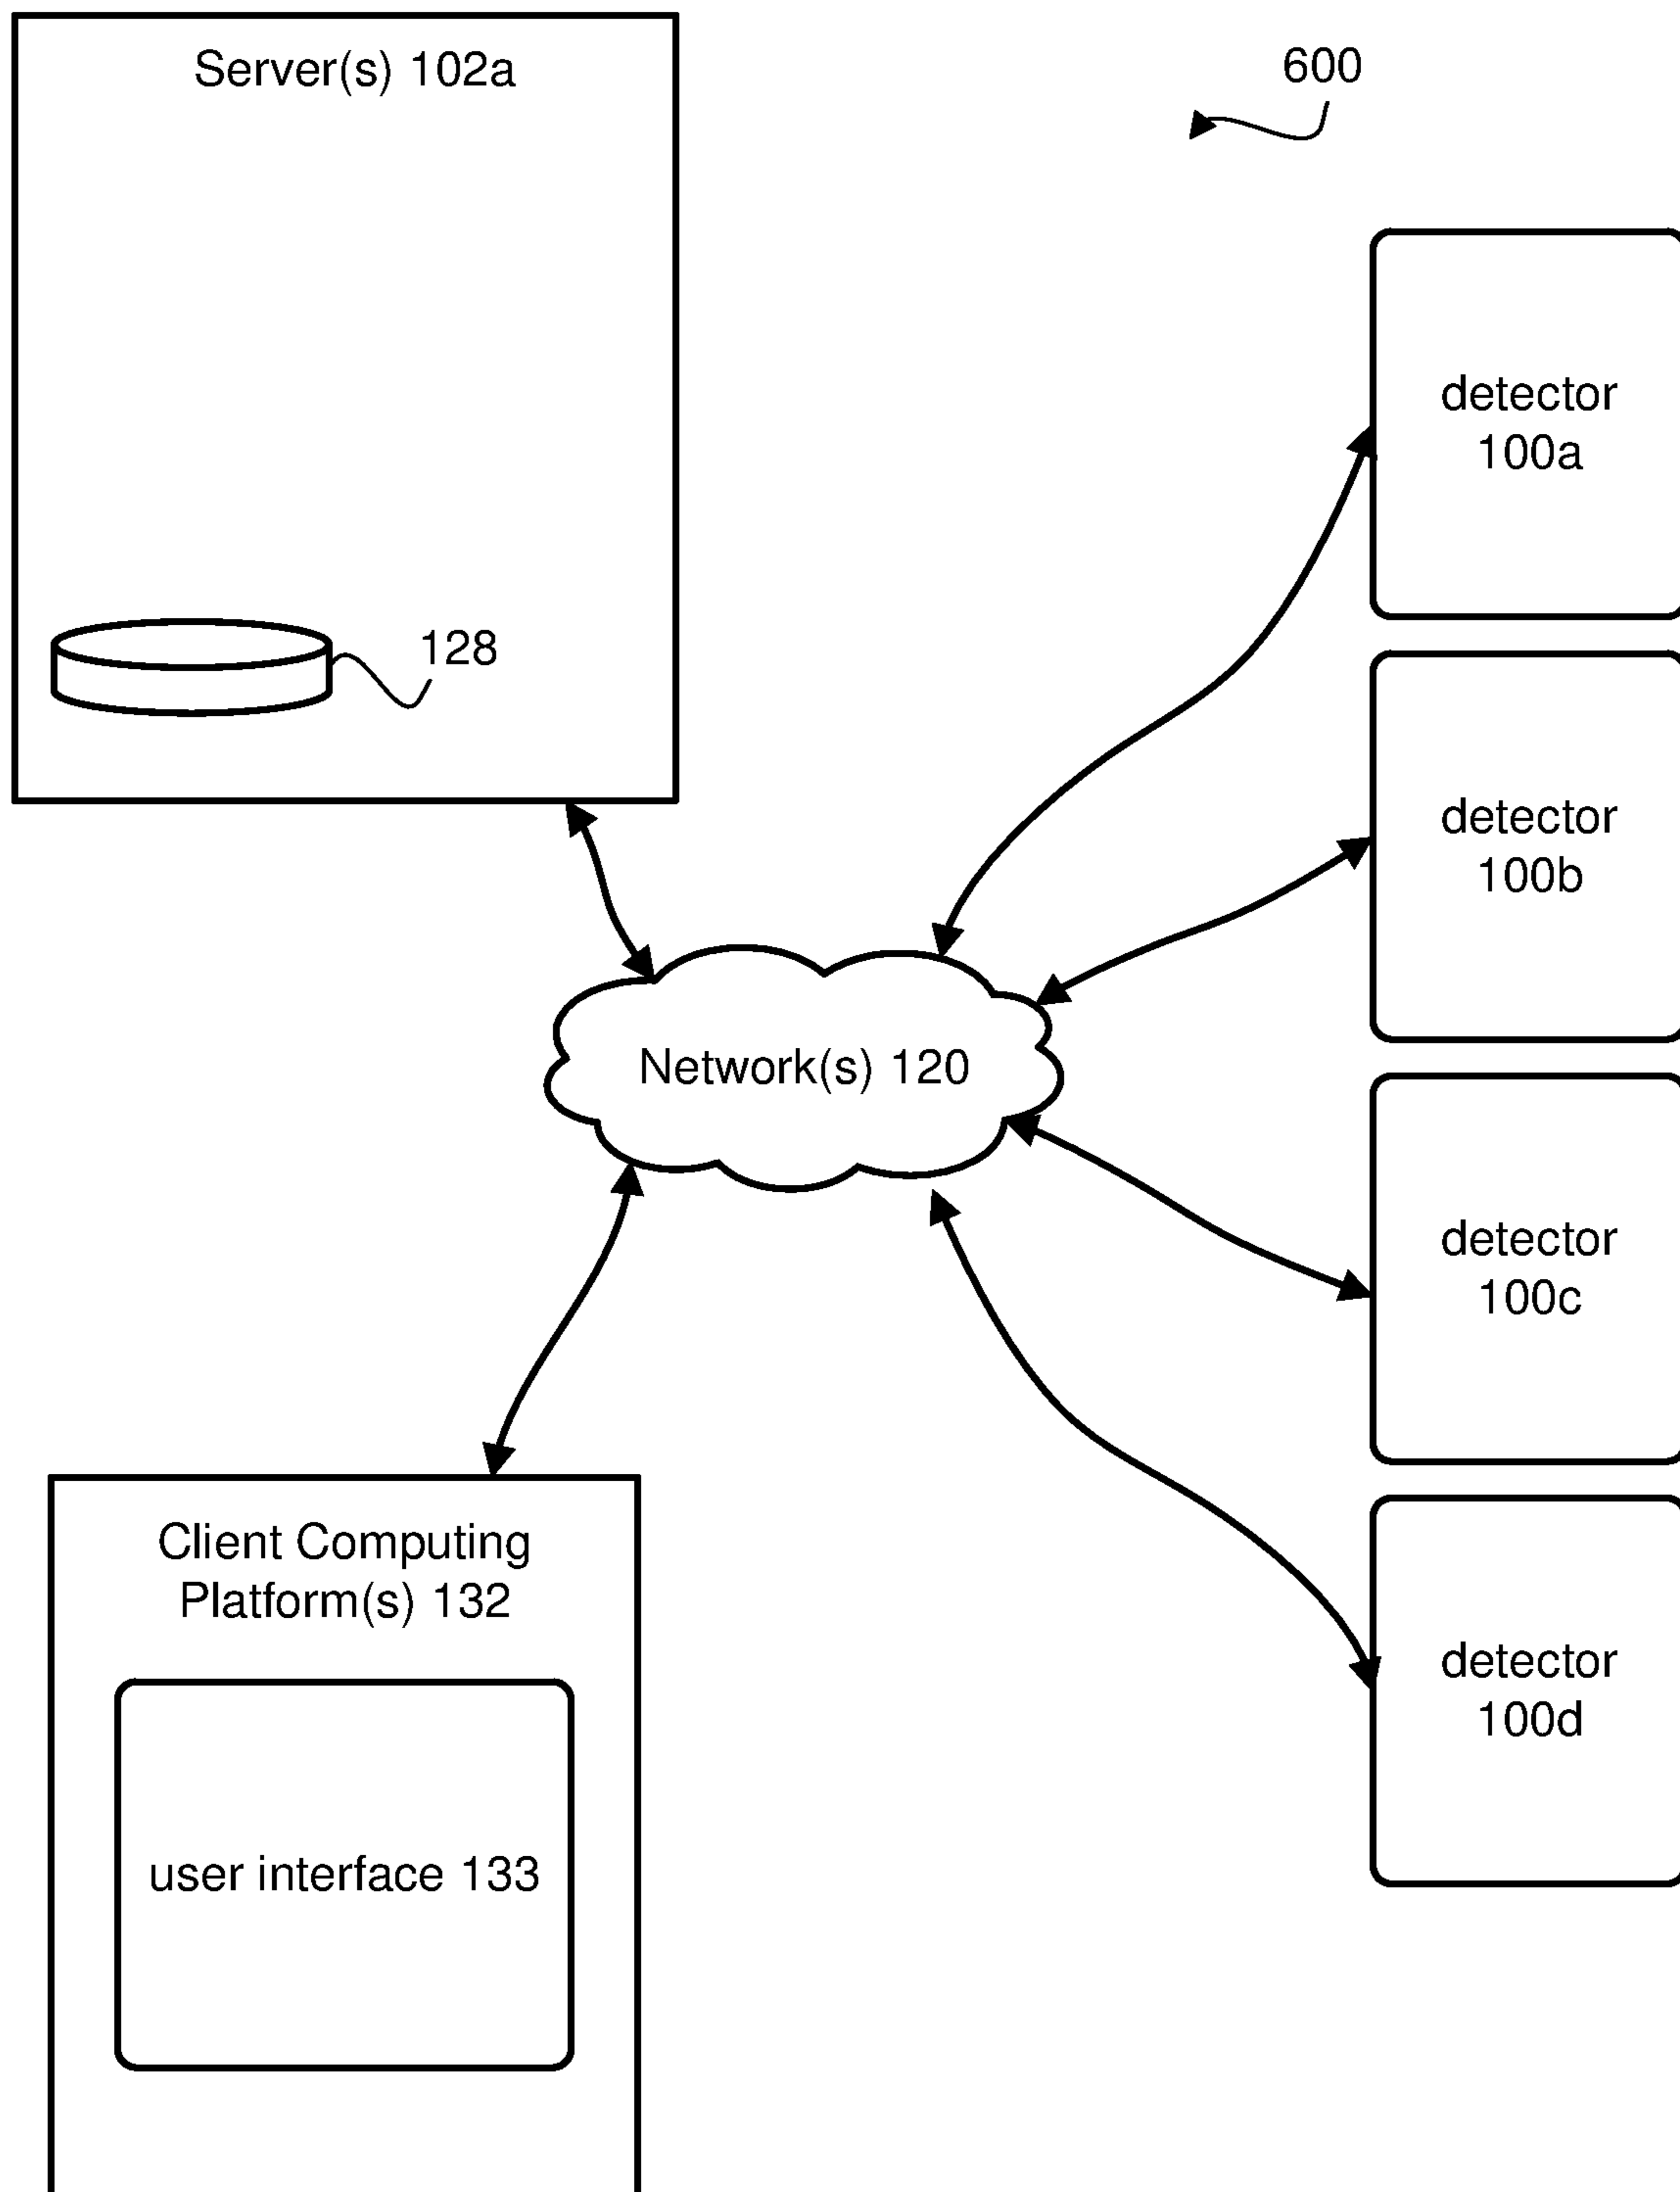 Server(s) 102a
600
128
detector
100a
detector
100b
Network(s) 120
detector
100c
Client Computing
Platform(s) 132
detector
100d
user interface 133